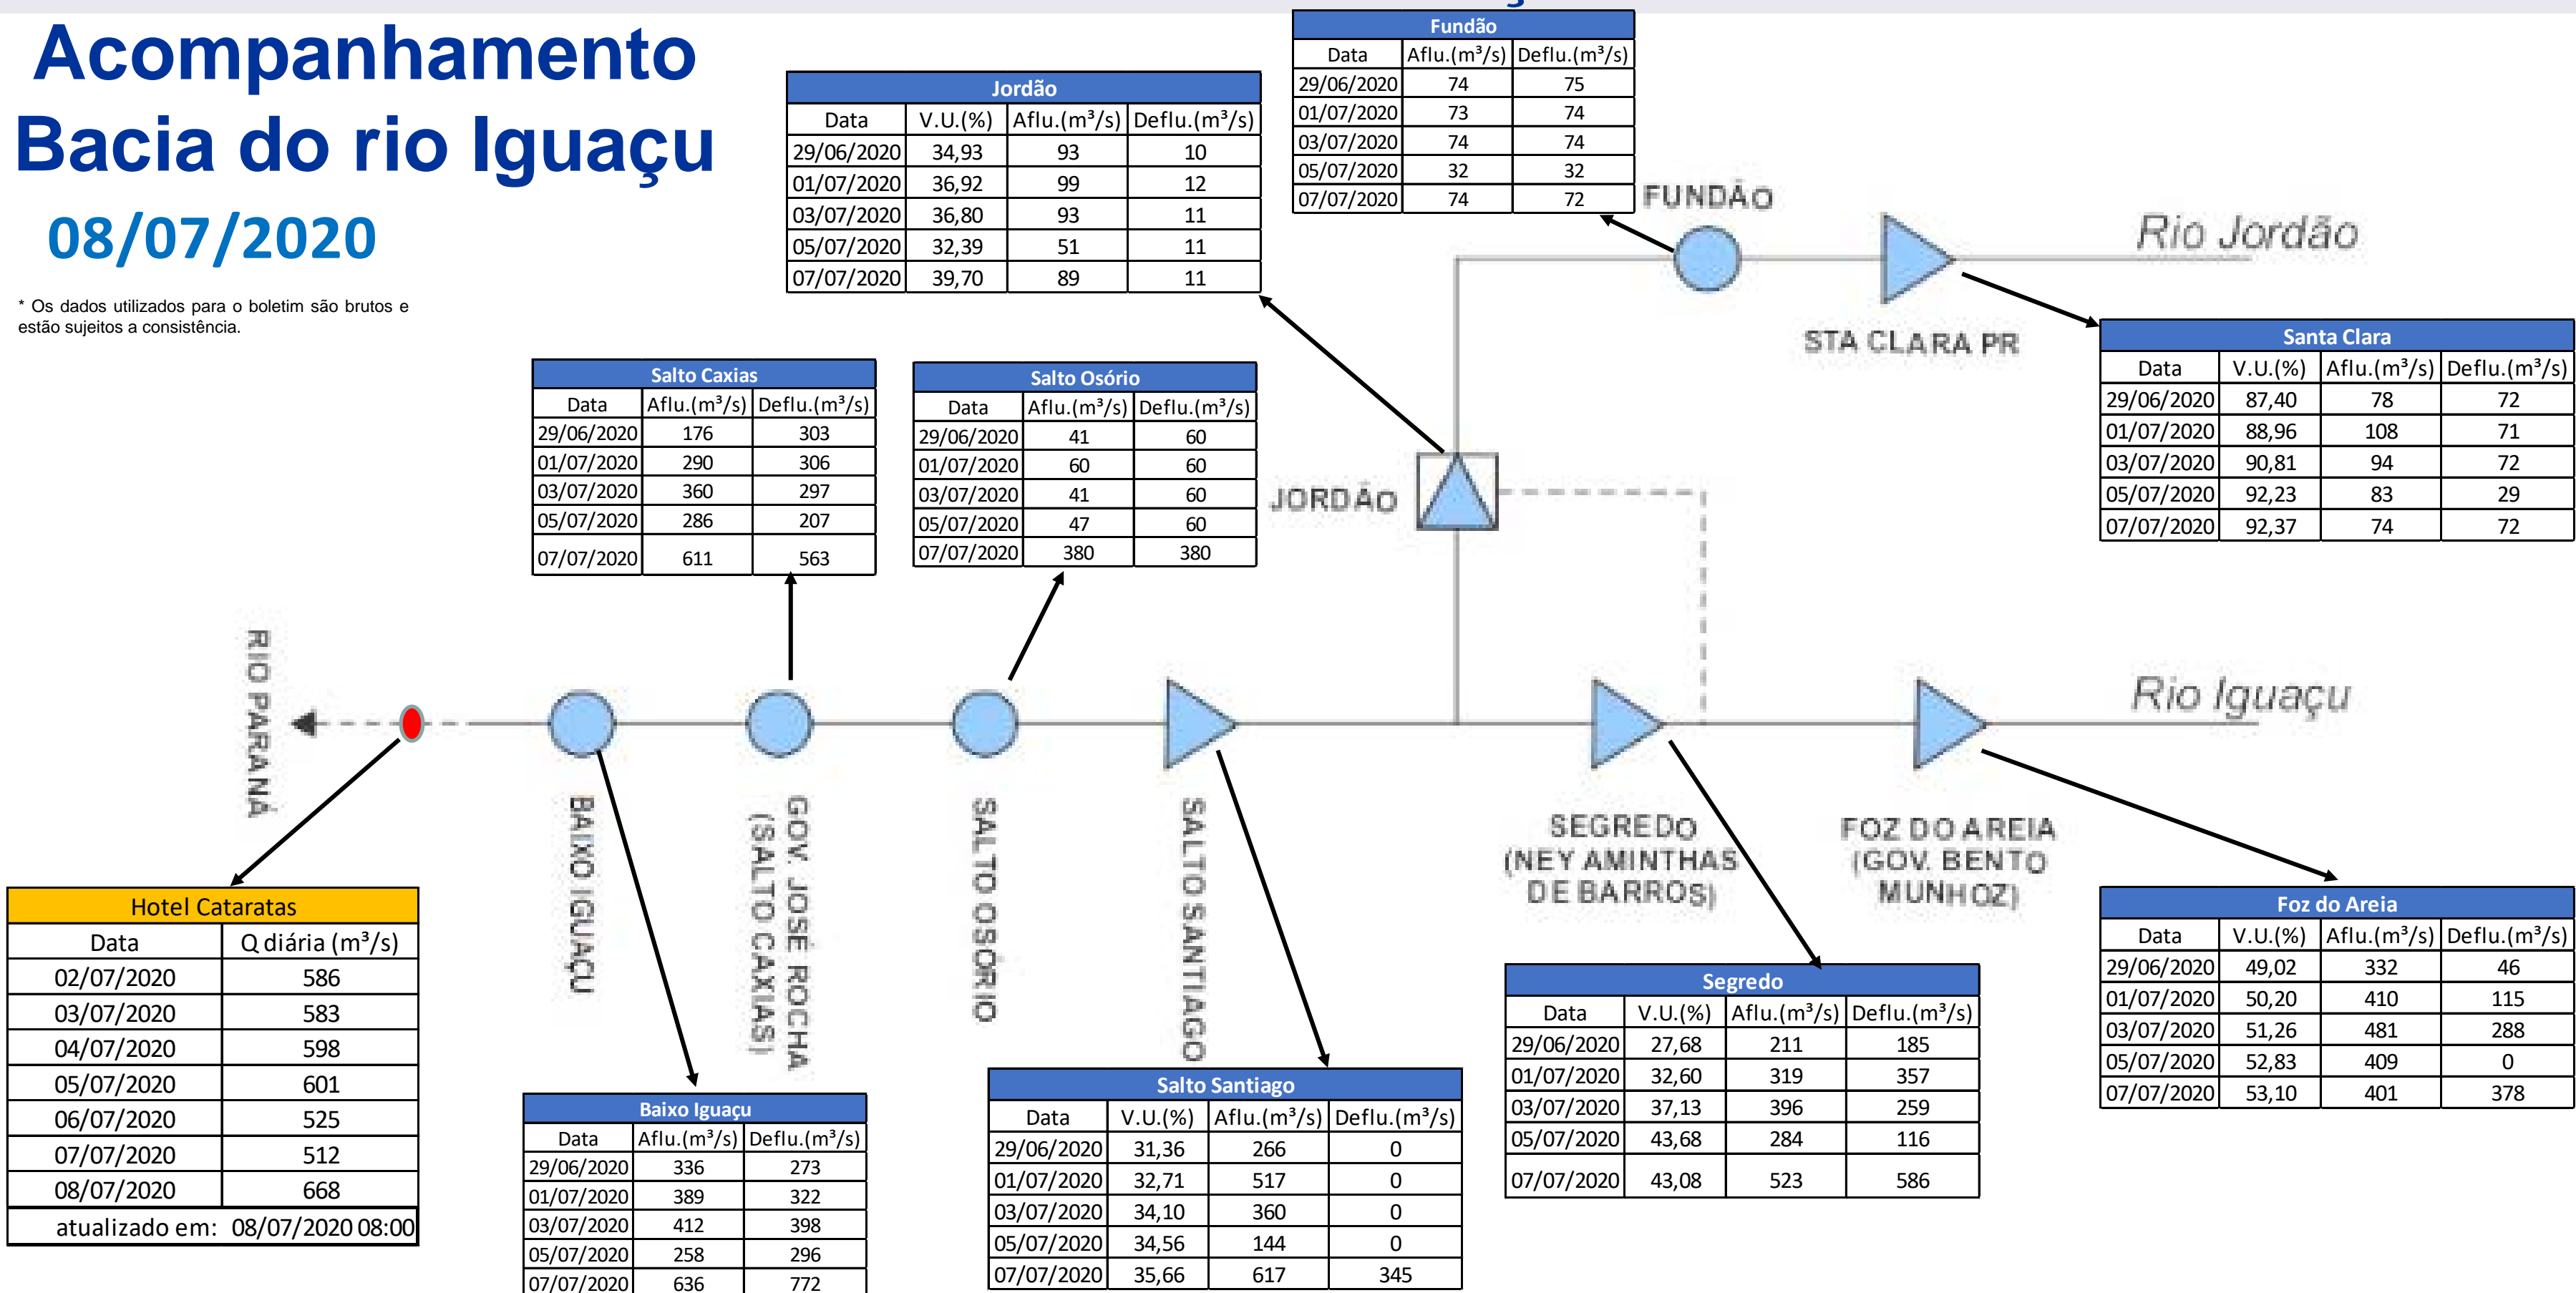 Acompanhamento
Bacia do rio Iguaçu
08/07/2020
* Os dados utilizados para o boletim são brutos e
estão sujeitos a consistência.
Fundão
Data Aflu.(m³/s) Deflu.(m³/s)
29/06/2020 74 75
01/07/2020 73 74
03/07/2020 74 74
05/07/2020 32 32
07/07/2020 74 72
Jordão
Data V.U.(%) Aflu.(m³/s) Deflu.(m³/s)
29/06/2020 34,93 93 10
01/07/2020 36,92 99 12
03/07/2020 36,80 93 11
05/07/2020 32,39 51 11
07/07/2020 39,70 89 11
FUNDÃO
Rio Jordão
STA CLARA PR
Santa Clara
Data V.U.(%) Aflu.(m³/s) Deflu.(m³/s)
29/06/2020 87,40 78 72
01/07/2020 88,96 108 71
03/07/2020 90,81 94 72
05/07/2020 92,23 83 29
07/07/2020 92,37 74 72
Salto Caxias
Data Aflu.(m³/s) Deflu.(m³/s)
29/06/2020 176 303
01/07/2020 290 306
03/07/2020 360 297
05/07/2020 286 207
07/07/2020 611 563
Salto Osório
Data Aflu.(m³/s) Deflu.(m³/s)
29/06/2020 41 60
01/07/2020 60 60
03/07/2020 41 60
05/07/2020 47 60
07/07/2020 380 380
JORDÃO
RIO PARANÁ
Rio Iguaçu
BAIXO IGUAÇU
GOV. JOSÉ ROCHA
(SALTO CAXIAS)
SALTO OSÓRIO
SALTO SANTIAGO
SEGREDO
(NEY AMINTHAS
DE BARROS)
FOZ DO AREIA
(GOV. BENTO
MUNHOZ)
Hotel Cataratas
Data Q diária (m³/s)
02/07/2020 586
03/07/2020 583
04/07/2020 598
05/07/2020 601
06/07/2020 525
07/07/2020 512
08/07/2020 668
atualizado em: 08/07/2020 08:00
Baixo Iguaçu
Data Aflu.(m³/s) Deflu.(m³/s)
29/06/2020 336 273
01/07/2020 389 322
03/07/2020 412 398
05/07/2020 258 296
07/07/2020 636 772
Salto Santiago
Data V.U.(%) Aflu.(m³/s) Deflu.(m³/s)
29/06/2020 31,36 266 0
01/07/2020 32,71 517 0
03/07/2020 34,10 360 0
05/07/2020 34,56 144 0
07/07/2020 35,66 617 345
Segredo
Data V.U.(%) Aflu.(m³/s) Deflu.(m³/s)
29/06/2020 27,68 211 185
01/07/2020 32,60 319 357
03/07/2020 37,13 396 259
05/07/2020 43,68 284 116
07/07/2020 43,08 523 586
Foz do Areia
Data V.U.(%) Aflu.(m³/s) Deflu.(m³/s)
29/06/2020 49,02 332 46
01/07/2020 50,20 410 115
03/07/2020 51,26 481 288
05/07/2020 52,83 409 0
07/07/2020 53,10 401 378